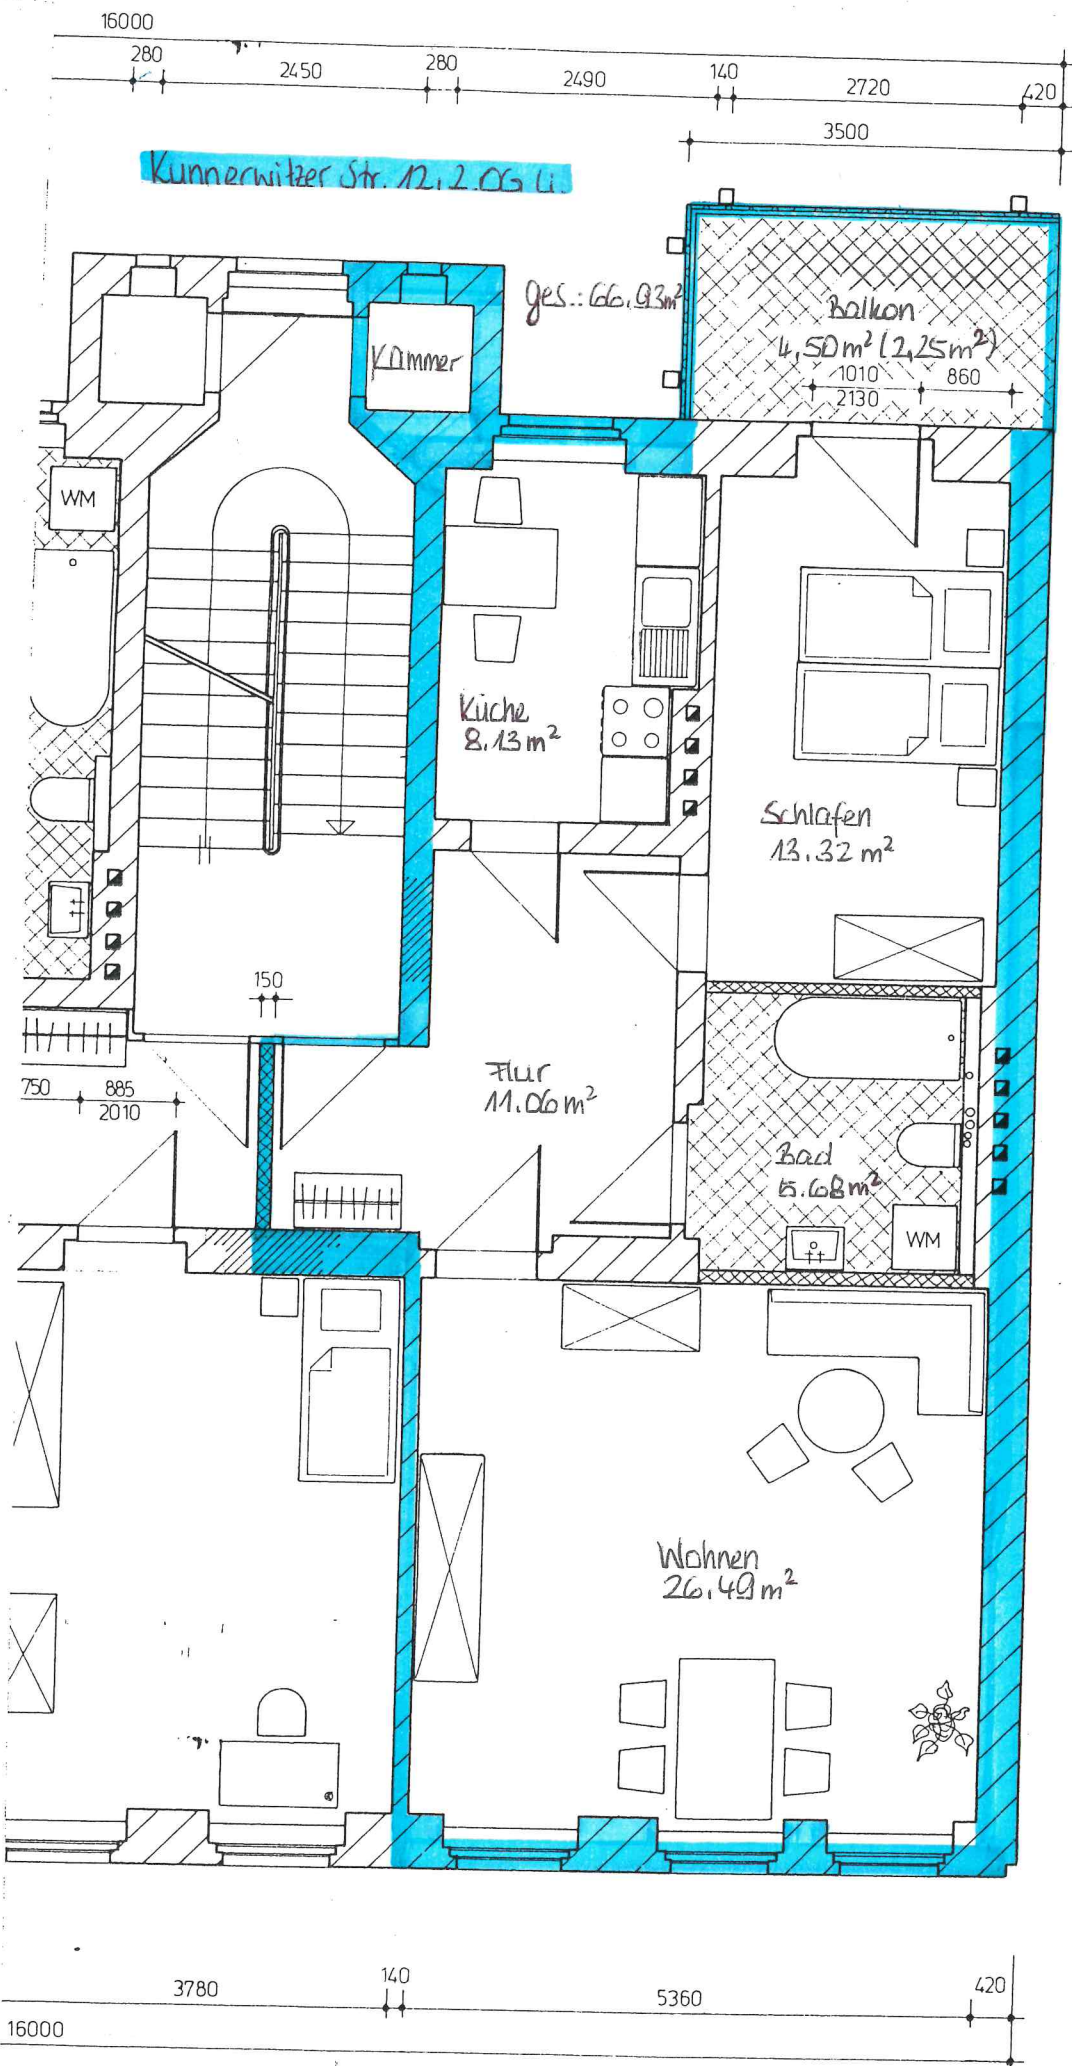 16000
280 2450 280 2490 140 2720 420
3500
Kunnerwitzer Str. 12, 2.OG Li.
ges.: 66.93m²
Balkon
4,50m² (2,25m²)
1010 860
2130
Kammer
WM
Küche
8.13m²
Schlafen
13.32 m²
150
Flur
11.06m²
750 885
2010
Bad
5.68m²
WM
Wohnen
26.49m²
3780 140 5360 420
16000